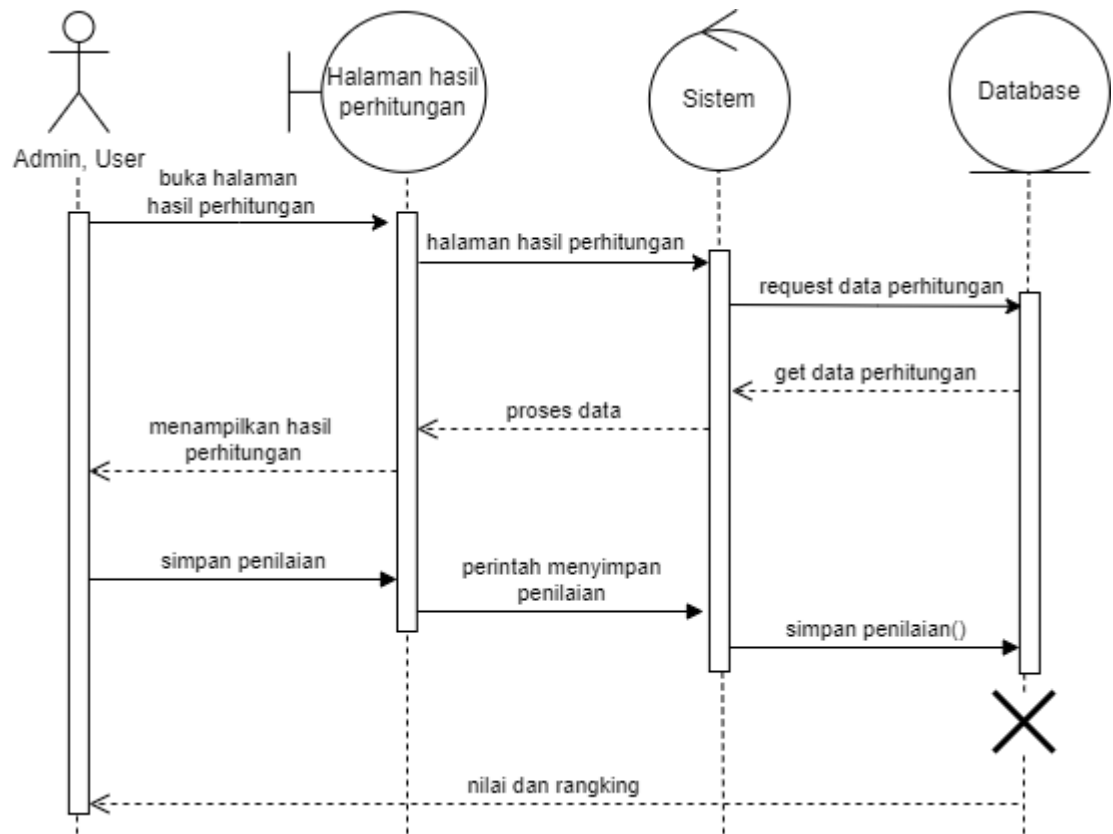 Halaman hasil
perhitungan
Sistem
Database
Admin, User
buka halaman
hasil perhitungan
halaman hasil perhitungan
request data perhitungan
get data perhitungan
proses data
menampilkan hasil
perhitungan
simpan penilaian
perintah menyimpan
penilaian
simpan penilaian()
nilai dan rangking